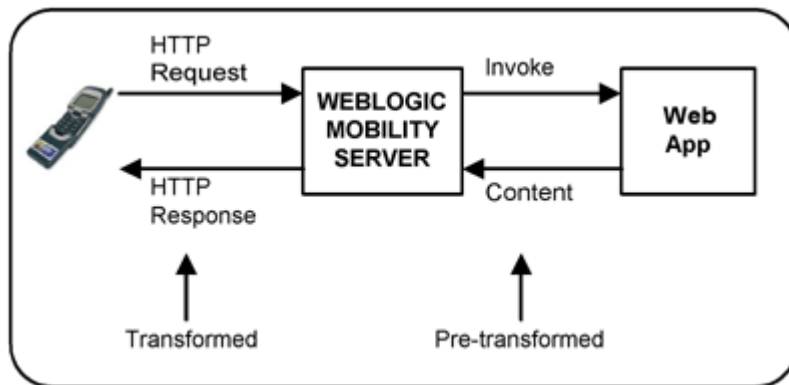 HTTP
Request
Invoke
WEBLOGIC
MOBILITY
SERVER
Web
App
HTTP
Response
Content
Transformed
Pre-transformed